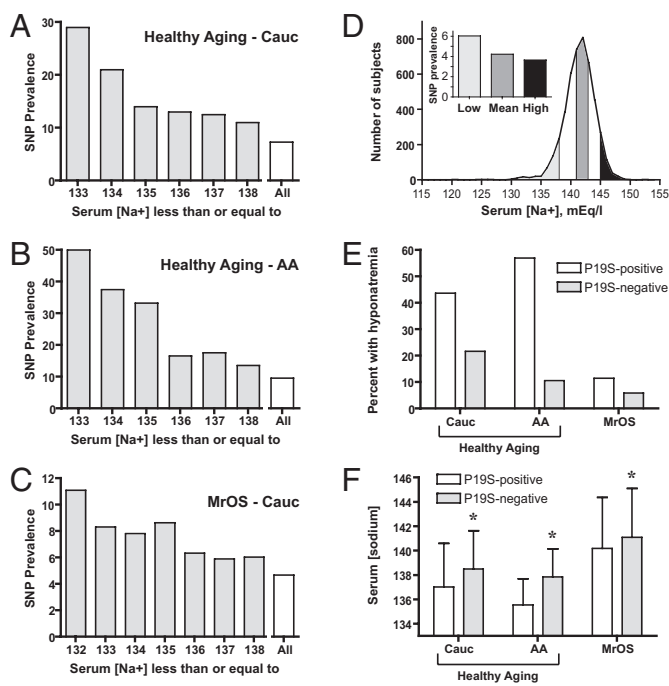 A
Healthy Aging - Cauc
SNP Prevalence
30
20
10
0
133 134 135 136 137 138 All
Serum [Na+] less than or equal to
B
Healthy Aging - AA
SNP Prevalence
50
40
30
20
10
0
133 134 135 136 137 138 All
Serum [Na+] less than or equal to
C
MrOS - Cauc
SNP Prevalence
12
10
8
6
4
2
0
132 133 134 135 136 137 138 All
Serum [Na+] less than or equal to
D
Number of subjects
800
600
400
200
0
SNP prevalence
6
4
2
0
Low Mean High
115 120 125 130 135 140 145 150 155
Serum [Na+], mEq/l
E
P19S-positive
P19S-negative
Percent with hyponatremia
60
50
40
30
20
10
0
Cauc AA MrOS
Healthy Aging
F
P19S-positive
P19S-negative
Serum [sodium]
146
144
142
140
138
136
134
* * *
Cauc AA MrOS
Healthy Aging